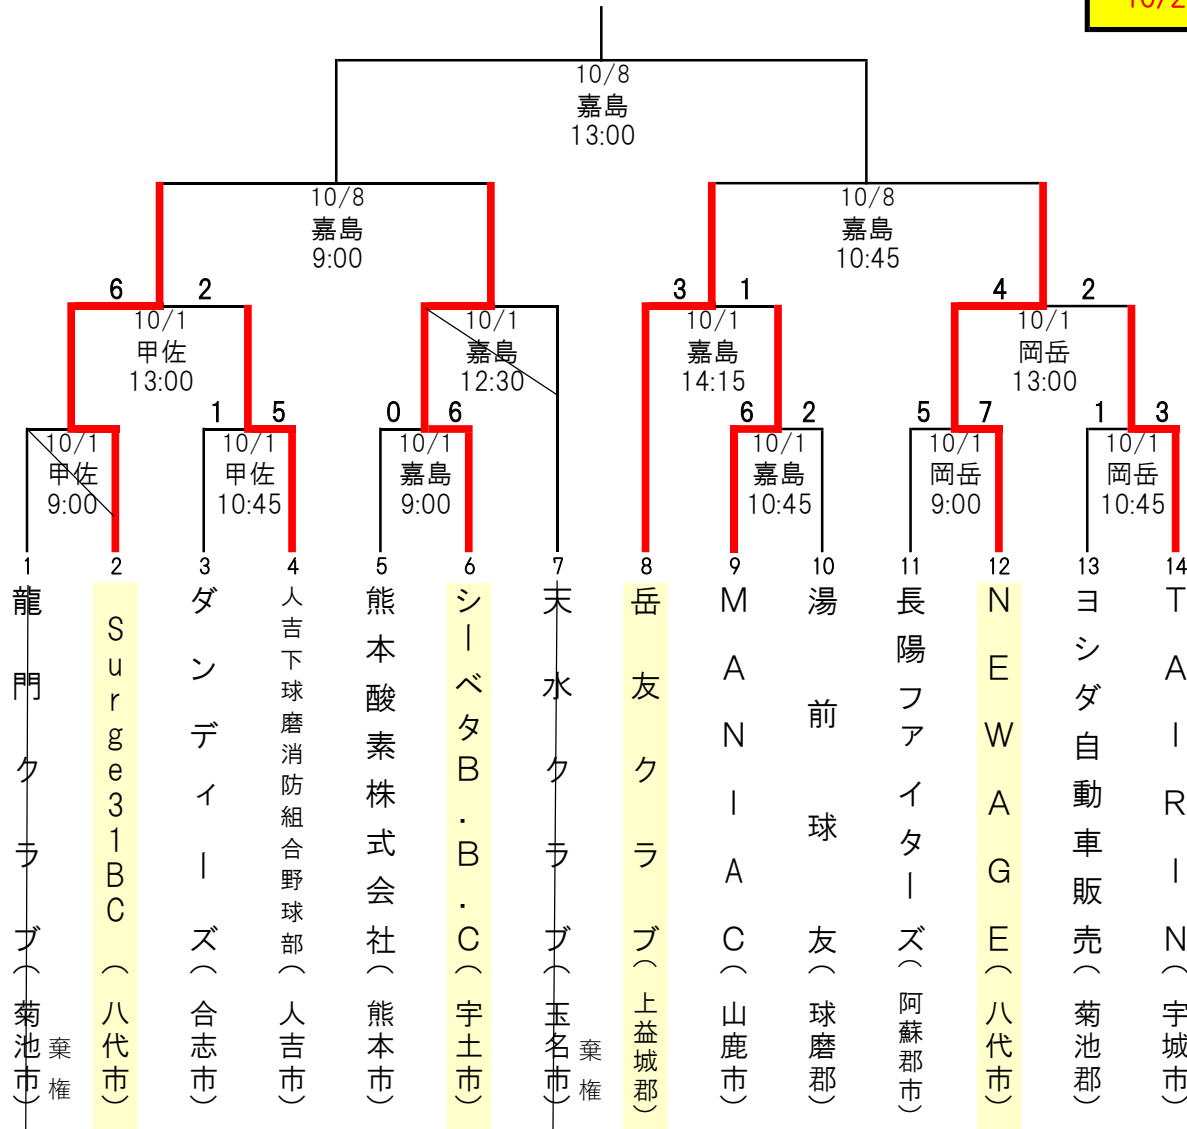 10/8
嘉島
13:00
10/8
嘉島
9:00
10/8
嘉島
10:45
6 2
10/1
甲佐
13:00
10/1
嘉島
12:30
3 1
10/1
嘉島
14:15
4 2
10/1
岡岳
13:00
10/1
甲佐
9:00
1 5
10/1
甲佐
10:45
0 6
10/1
嘉島
9:00
6 2
10/1
嘉島
10:45
5 7
10/1
岡岳
9:00
1 3
10/1
岡岳
10:45
1
龍門クラブ(菊池市)
棄権
2
Surge31BC(八代市)
3
ダンディーズ(合志市)
4
人吉下球磨消防組合野球部(人吉市)
5
熊本酸素株式会社(熊本市)
6
シーベタB.B.C(宇土市)
7
天水クラブ(玉名市)
棄権
8
岳友クラブ(上益城郡)
9
MANIAC(山鹿市)
10
湯前球友(球磨郡)
11
長陽ファイターズ(阿蘇郡市)
12
NEWAGE(八代市)
13
ヨシダ自動車販売(菊池郡)
14
TAIRIN(宇城市)